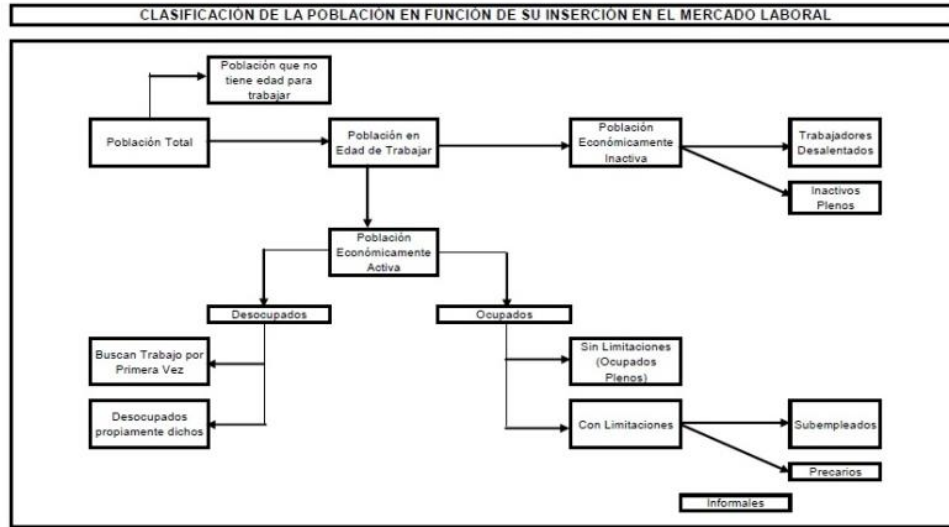 CLASIFICACIÓN DE LA POBLACIÓN EN FUNCIÓN DE SU INSERCIÓN EN EL MERCADO LABORAL
Población que no
tiene edad para
trabajar
Población Total
Población en
Edad de Trabajar
Población
Económicamente
Inactiva
Trabajadores
Desalentados
Inactivos
Plenos
Población
Económicamente
Activa
Desocupados
Ocupados
Buscan Trabajo por
Primera Vez
Sin Limitaciones
(Ocupados
Plenos)
Desocupados
propiamente dichos
Con Limitaciones
Subempleados
Precarios
Informales